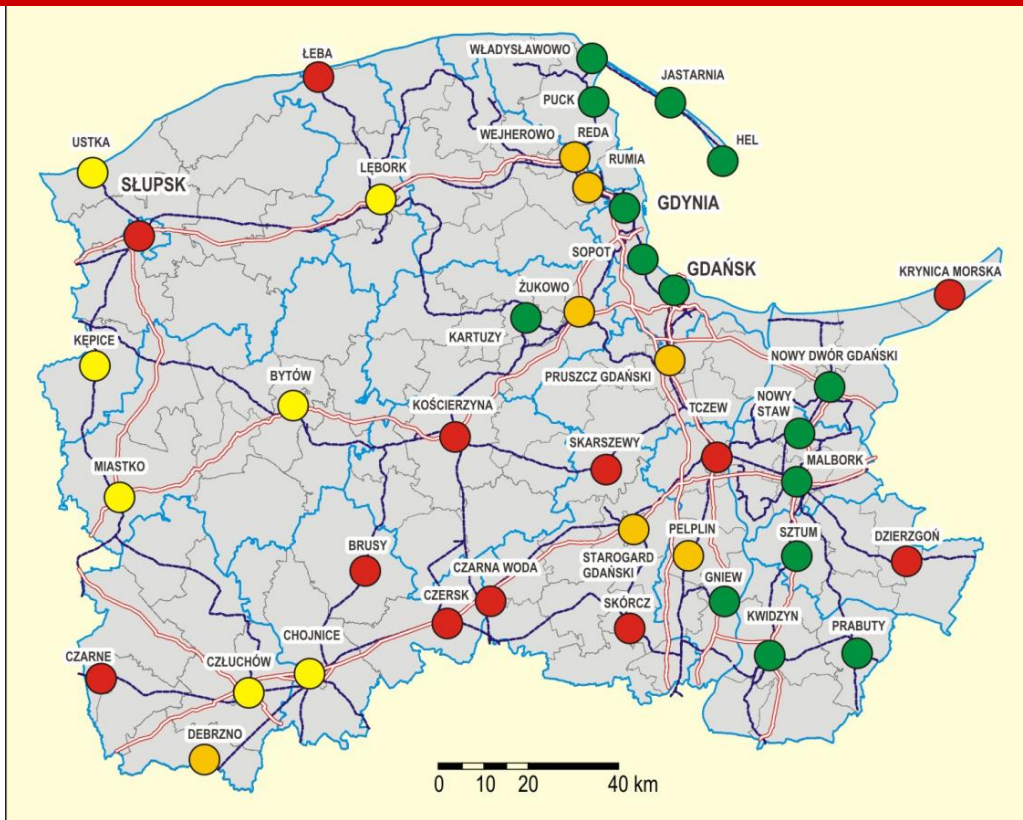 WŁADYSŁAWOWO
ŁEBA
JASTARNIA
PUCK
USTKA
WEJHEROWO
REDA
HEL
RUMIA
LĘBORK
SŁUPSK
GDYNIA
SOPOT
GDAŃSK
KRYNICA MORSKA
ŻUKOWO
KARTUZY
KĘPICE
NOWY DWÓR GDAŃSKI
BYTÓW
PRUSZCZ GDAŃSKI
NOWY
STAW
KOŚCIERZYNA
TCZEW
SKARSZEWY
MALBORK
MIASTKO
PELPLIN
SZTUM
DZIERZGOŃ
BRUSY
STAROGARD
GDAŃSKI
CZARNA WODA
GNIEW
CZERSK
SKÓRCZ
KWIDZYN
PRABUTY
CHOJNICE
CZARNE
CZŁUCHÓW
DEBRZNO
0 10 20 40 km